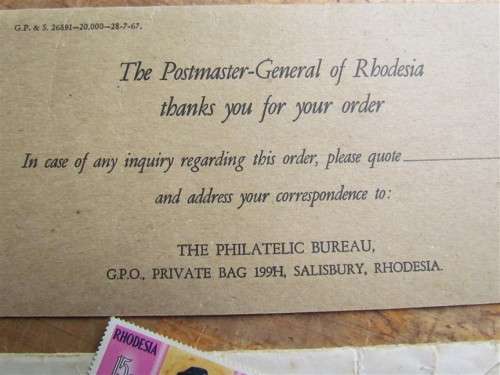 G.P. & S. 26891—20,000—28-7-67.
The Postmaster-General of Rhodesia
thanks you for your order
In case of any inquiry regarding this order, please quote
and address your correspondence to:
THE PHILATELIC BUREAU,
G.P.O., PRIVATE BAG 199H, SALISBURY, RHODESIA.
RHODESIA
15